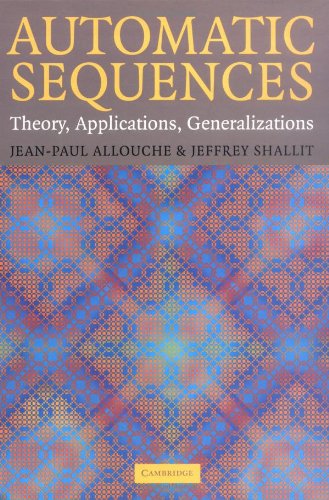 AUTOMATIC
SEQUENCES
Theory, Applications, Generalizations
JEAN-PAUL ALLOUCHE & JEFFREY SHALLIT
CAMBRIDGE